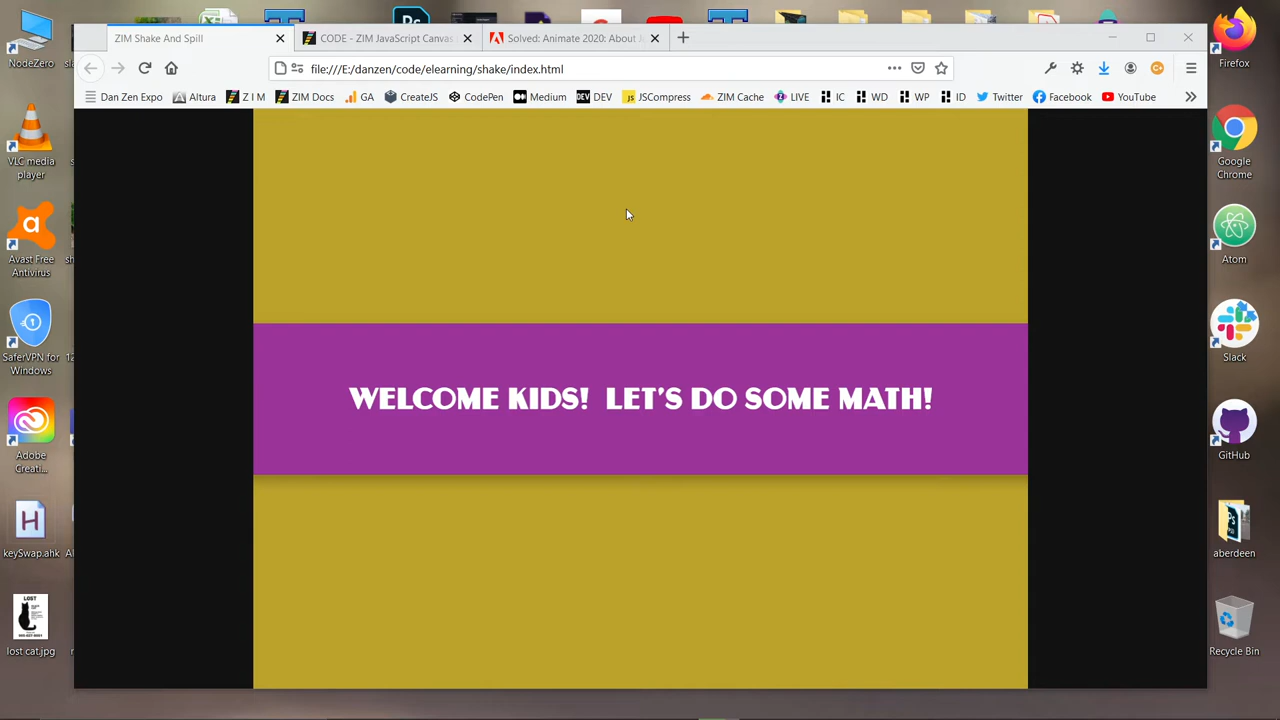 ZIM Shake And Spill
CODE - ZIM JavaScript Canvas
Solved: Animate 2020: About J
file:///E:/danzen/code/elearning/shake/index.html
Dan Zen Expo
Altura
Z I M
ZIM Docs
GA
CreateJS
CodePen
Medium
DEV
DEV
JSCompress
ZIM Cache
LIVE
IC
WD
WP
ID
Twitter
Facebook
YouTube
WELCOME KIDS! LET'S DO SOME MATH!
NodeZero
VLC media
player
Avast Free
Antivirus
SaferVPN for
Windows
Adobe
Creati...
keySwap.ahk
LOST
lost cat.jpg
Firefox
Google
Chrome
Atom
Slack
GitHub
aberdeen
Recycle Bin